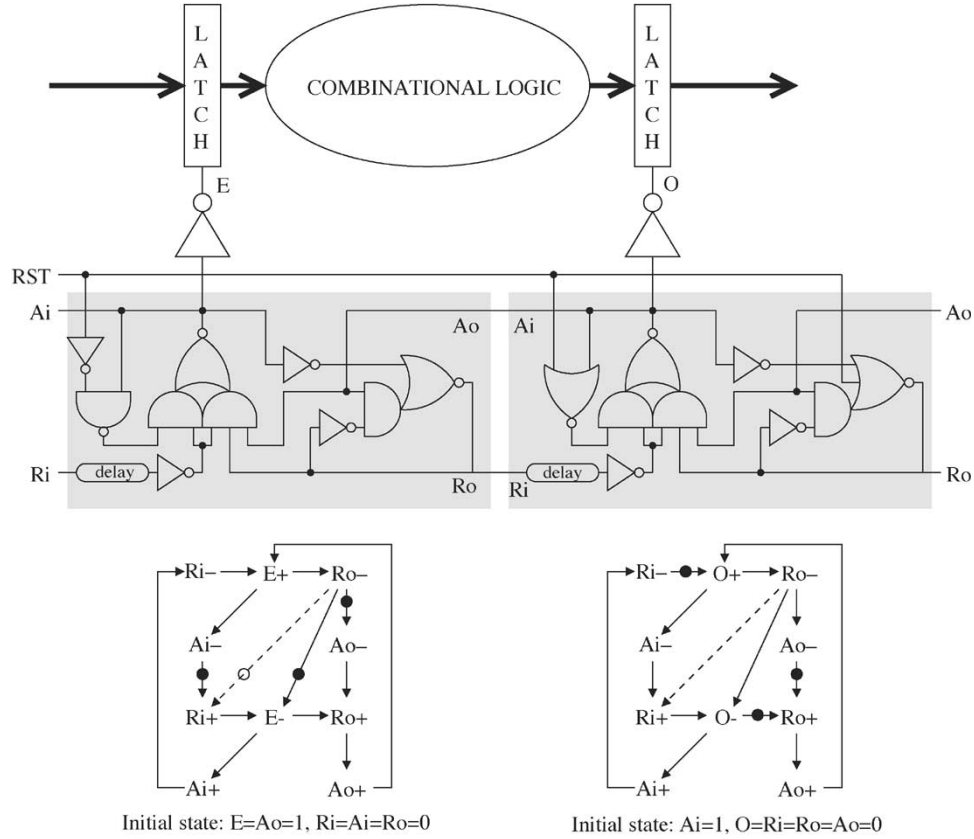 LATCH
COMBINATIONAL LOGIC
LATCH
E
O
RST
Ai
Ao
Ai
Ao
Ri
delay
Ro
Ri
delay
Ro
Ri– E+ Ro–
Ai– Ao–
Ri+ E- Ro+
Ai+ Ao+
Initial state: E=Ao=1, Ri=Ai=Ro=0
Ri– O+ Ro–
Ai– Ao–
Ri+ O- Ro+
Ai+ Ao+
Initial state: Ai=1, O=Ri=Ro=Ao=0